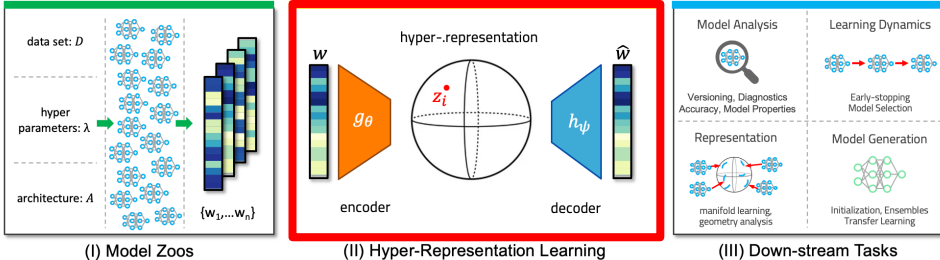 data set: D
hyper
parameters: λ
architecture: A
{w₁,...wₙ}
(I) Model Zoos
w
hyper-.representation
ŵ
zᵢ
gθ
hψ
encoder
decoder
(II) Hyper-Representation Learning
Model Analysis
Versioning, Diagnostics
Accuracy, Model Properties
Learning Dynamics
Early-stopping
Model Selection
Representation
manifold learning,
geometry analysis
Model Generation
Initialization, Ensembles
Transfer Learning
(III) Down-stream Tasks